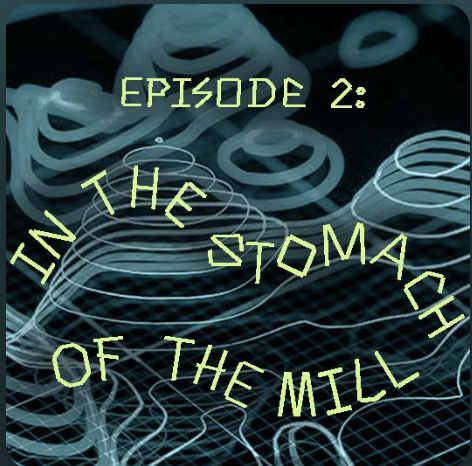 EPISODE 2:
IN THE STOMACH
OF THE MILL